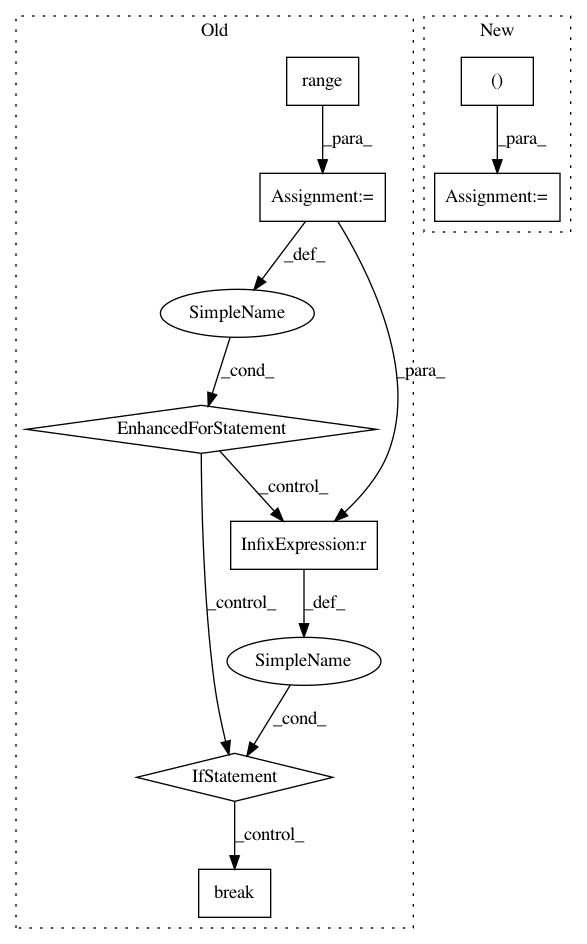 Old
New
range
()
_para_
_para_
Assignment:=
Assignment:=
_def_
SimpleName
_cond_
_para_
EnhancedForStatement
_control_
InfixExpression:r
_control_
_def_
SimpleName
_cond_
IfStatement
_control_
break